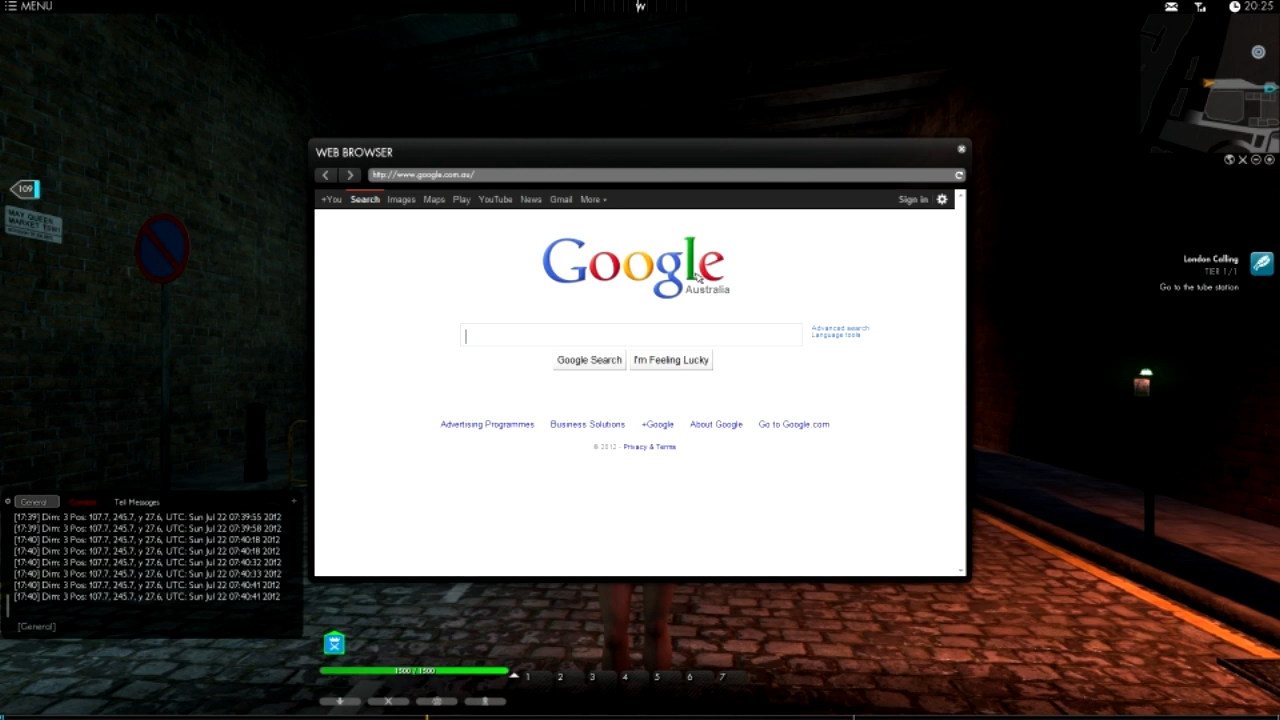 MENU
W
20:25
109
MAY QUEEN
MARKET
WEB BROWSER
http://www.google.com.au/
+You Search Images Maps Play YouTube News Gmail More
Sign in
Google
Australia
Advanced search
Language tools
Google Search I'm Feeling Lucky
Advertising Programmes Business Solutions +Google About Google Go to Google.com
© 2012 - Privacy & Terms
London Calling
TIER 1/1
Go to the tube station
General Tell Messages
[17:39] Dim: 3 Pos: 107.7, 245.7, y 27.6, UTC: Sun Jul 22 07:39:55 2012
[17:39] Dim: 3 Pos: 107.7, 245.7, y 27.6, UTC: Sun Jul 22 07:39:58 2012
[17:40] Dim: 3 Pos: 107.7, 245.7, y 27.6, UTC: Sun Jul 22 07:40:18 2012
[17:40] Dim: 3 Pos: 107.7, 245.7, y 27.6, UTC: Sun Jul 22 07:40:18 2012
[17:40] Dim: 3 Pos: 107.7, 245.7, y 27.6, UTC: Sun Jul 22 07:40:32 2012
[17:40] Dim: 3 Pos: 107.7, 245.7, y 27.6, UTC: Sun Jul 22 07:40:33 2012
[17:40] Dim: 3 Pos: 107.7, 245.7, y 27.6, UTC: Sun Jul 22 07:40:41 2012
[17:40] Dim: 3 Pos: 107.7, 245.7, y 27.6, UTC: Sun Jul 22 07:40:41 2012
[General]
1500 / 1500
1 2 3 4 5 6 7